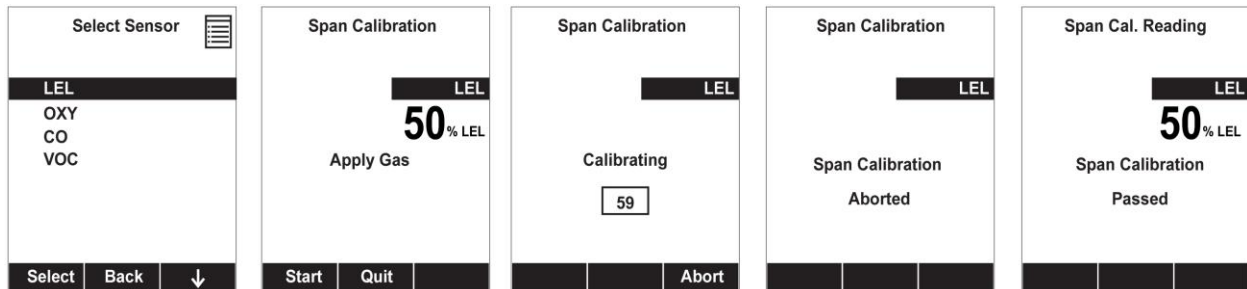 Select Sensor
LEL
OXY
CO
VOC
Select Back ↓
Span Calibration
LEL
50 % LEL
Apply Gas
Start Quit
Span Calibration
LEL
Calibrating
59
Abort
Span Calibration
LEL
Span Calibration
Aborted
Span Cal. Reading
LEL
50 % LEL
Span Calibration
Passed